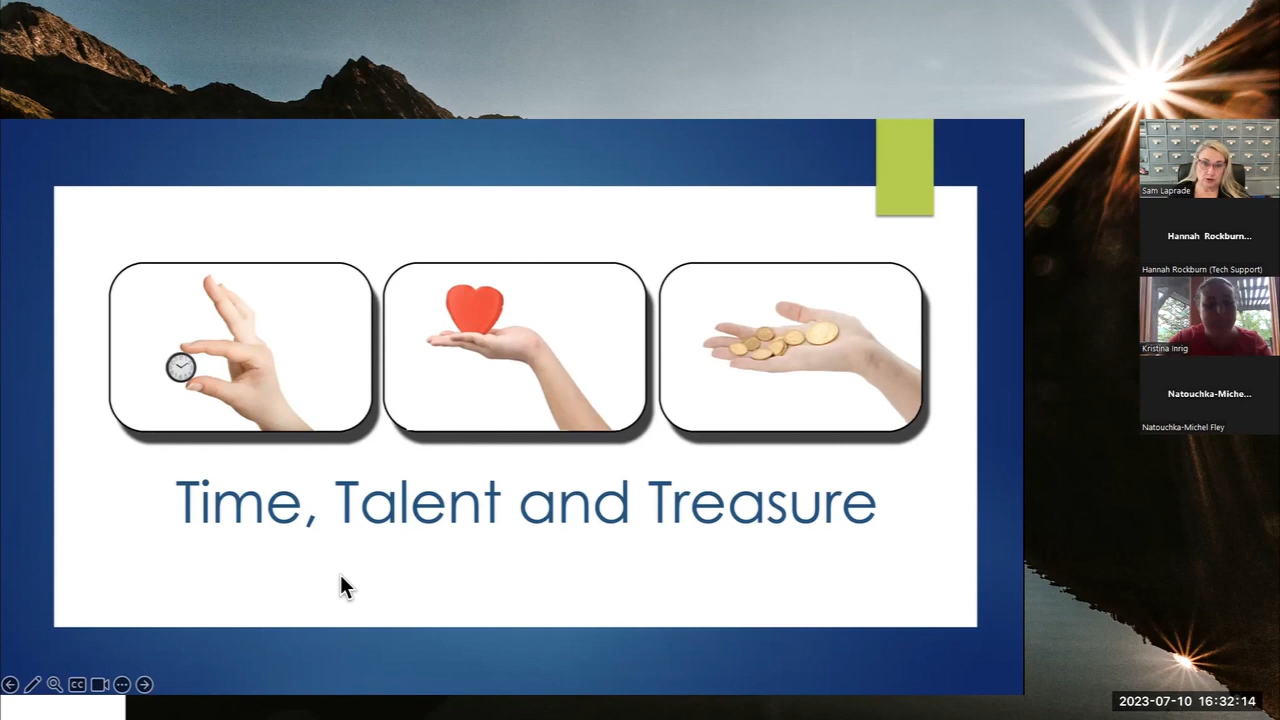 Time, Talent and Treasure
Sam Laprade
Hannah Rockburn...
Hannah Rockburn (Tech Support)
Kristina Inrig
Natouchka-Miche...
Natouchka-Michel Fley
CC
2023-07-10 16:32:14